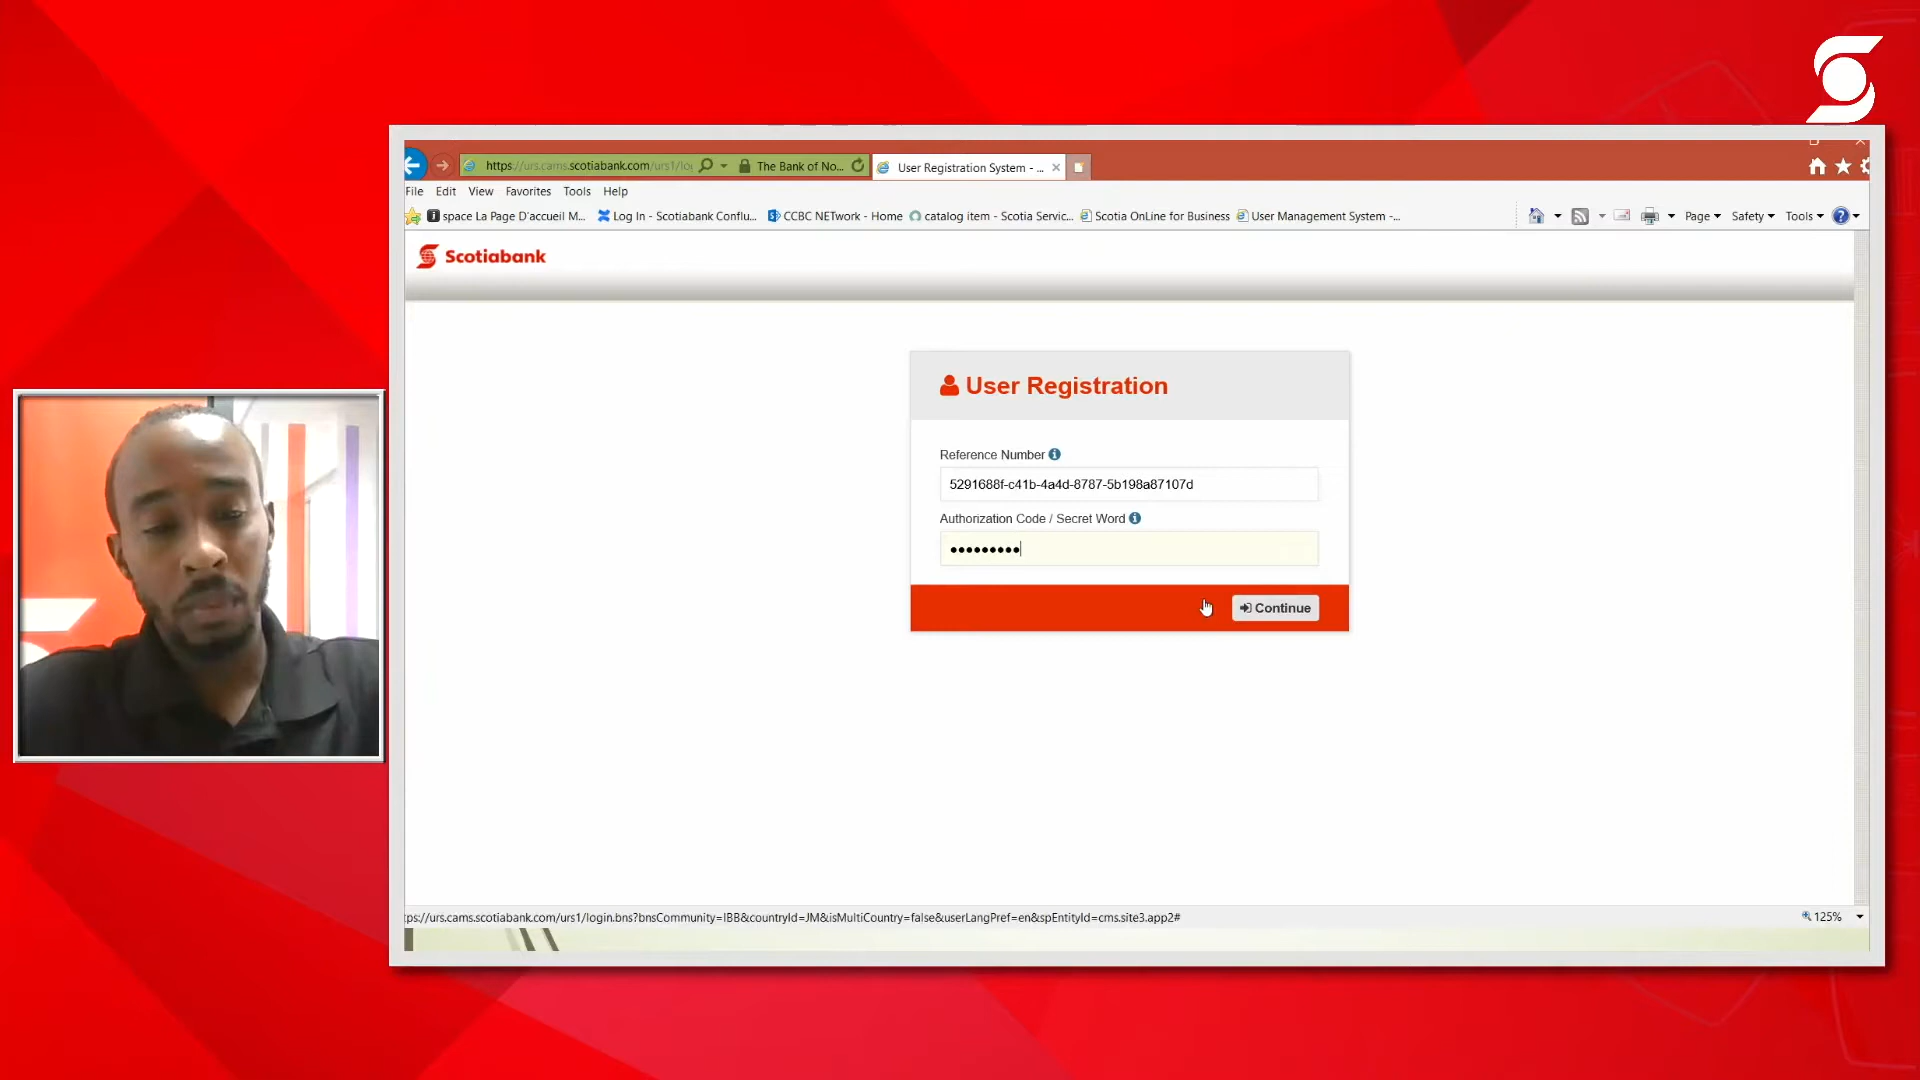 https://urs.cams.scotiabank.com/urs1/lo
The Bank of No...
User Registration System - ...
File Edit View Favorites Tools Help
space La Page D'accueil M...
Log In - Scotiabank Conflu...
CCBC NETwork - Home
catalog item - Scotia Servic...
Scotia OnLine for Business
User Management System -...
Page
Safety
Tools
Scotiabank
User Registration
Reference Number
5291688f-c41b-4a4d-8787-5b198a87107d
Authorization Code / Secret Word
•••••••••
Continue
ps://urs.cams.scotiabank.com/urs1/login.bns?bnsCommunity=IBB&countryId=JM&isMultiCountry=false&userLangPref=en&spEntityId=cms.site3.app2#
125%